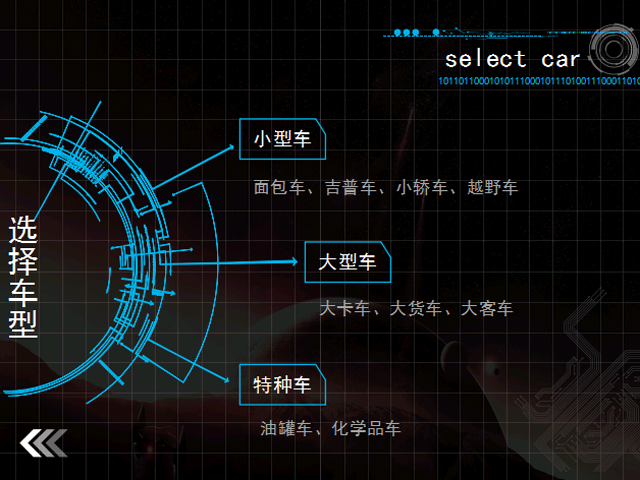 select car
小型车
面包车、吉普车、小轿车、越野车
选择车型
大型车
大卡车、大货车、大客车
特种车
油罐车、化学品车